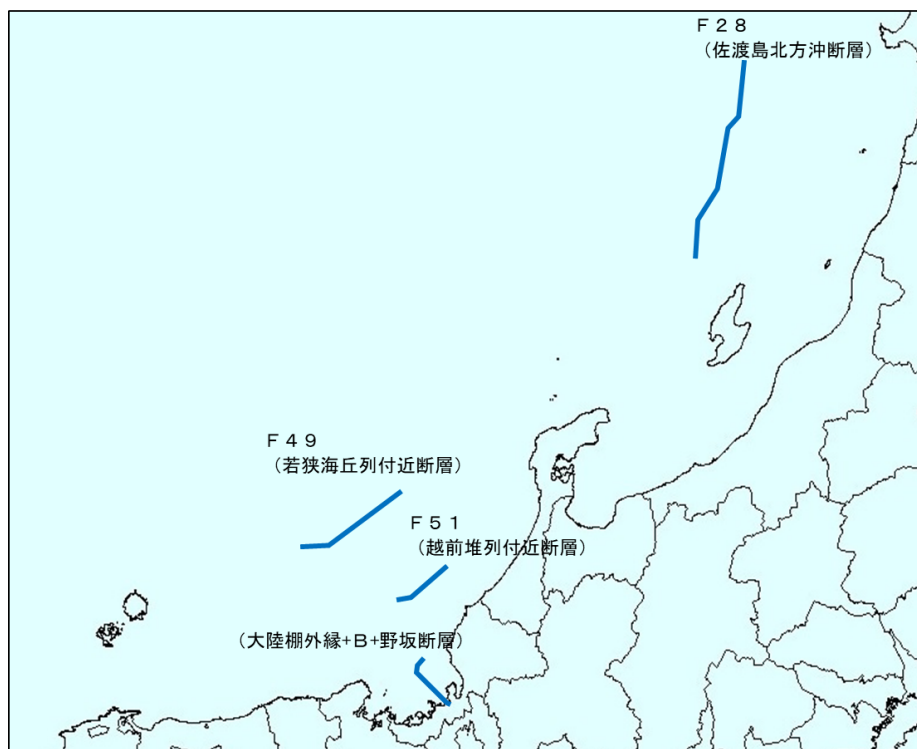 F28
(佐渡島北方沖断層)
F49
(若狭海丘列付近断層)
F51
(越前堆列付近断層)
(大陸棚外縁+B+野坂断層)